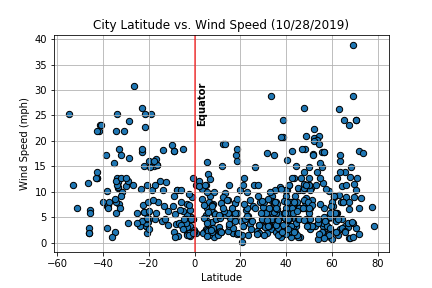 City Latitude vs. Wind Speed (10/28/2019)
40
35
30
25
20
15
10
5
0
Wind Speed (mph)
Equator
−60 −40 −20 0 20 40 60 80
Latitude